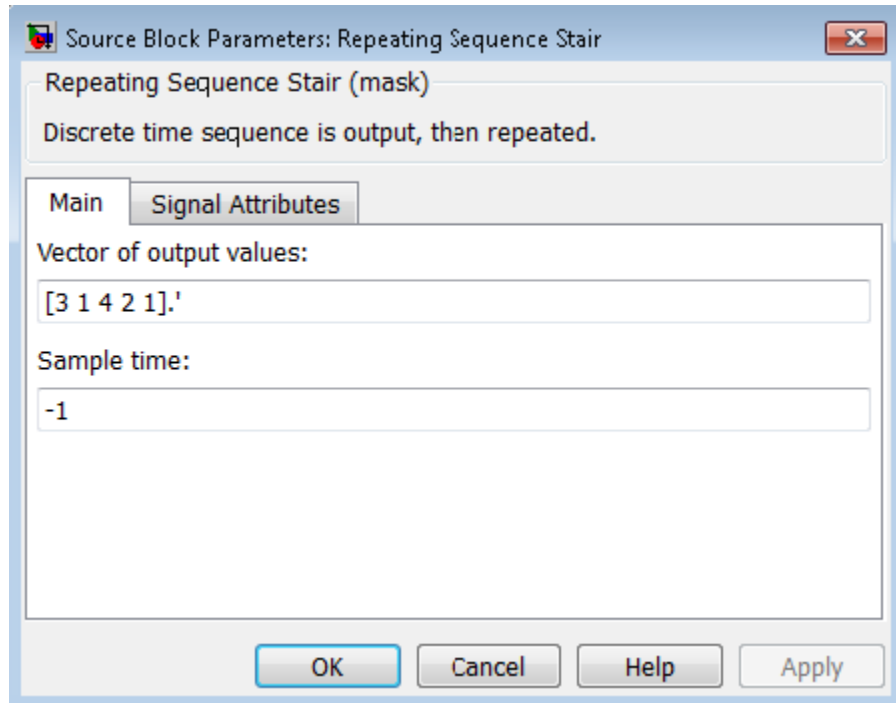 Source Block Parameters: Repeating Sequence Stair
Repeating Sequence Stair (mask)
Discrete time sequence is output, then repeated.
Main Signal Attributes
Vector of output values:
[3 1 4 2 1].'
Sample time:
-1
OK Cancel Help Apply